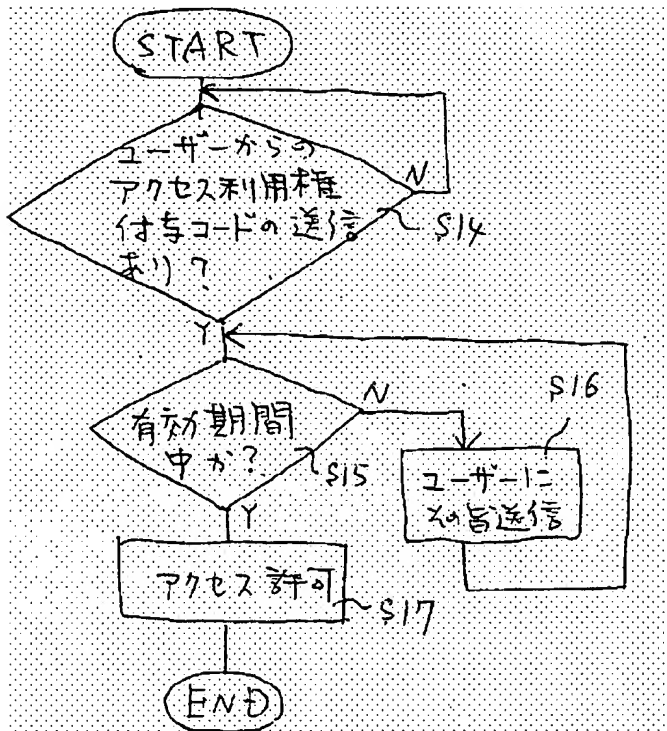 START
ユーザーからの
アクセス利用権
付与コードの送信
あり?
N
S14
Y
有効期間
中か?
N
S15
S16
ユーザーに
その旨送信
Y
アクセス許可
S17
END